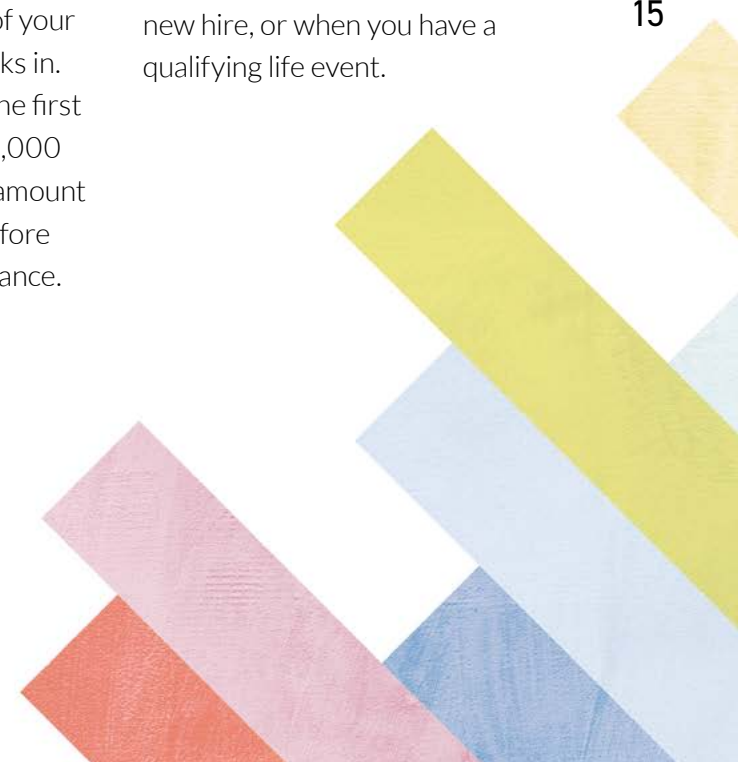 of your
ks in.
he first
,000
amount
fore
ance.
new hire, or when you have a
qualifying life event.
15